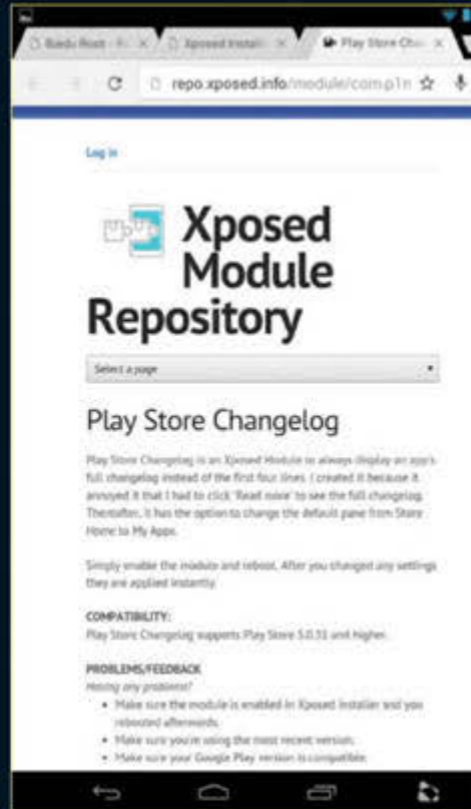 Baidu Root - R
Xposed Install
Play Store Cha
repo.xposed.info/module/com.p1n
Log in
Xposed
Module
Repository
Select a page
Play Store Changelog
Play Store Changelog is an Xposed Module to always display an app's
full changelog instead of the first four lines. I created it because it
annoyed it that I had to click 'Read more' to see the full changelog.
Thereafter, it has the option to change the default pane from Store
Home to My Apps.
Simply enable the module and reboot. After you changed any settings
they are applied instantly.
COMPATIBILITY:
Play Store Changelog supports Play Store 5.0.31 and higher.
PROBLEMS/FEEDBACK
Having any problems?
• Make sure the module is enabled in Xposed Installer and you
rebooted afterwards.
• Make sure you're using the most recent version.
• Make sure your Google Play version is compatible.